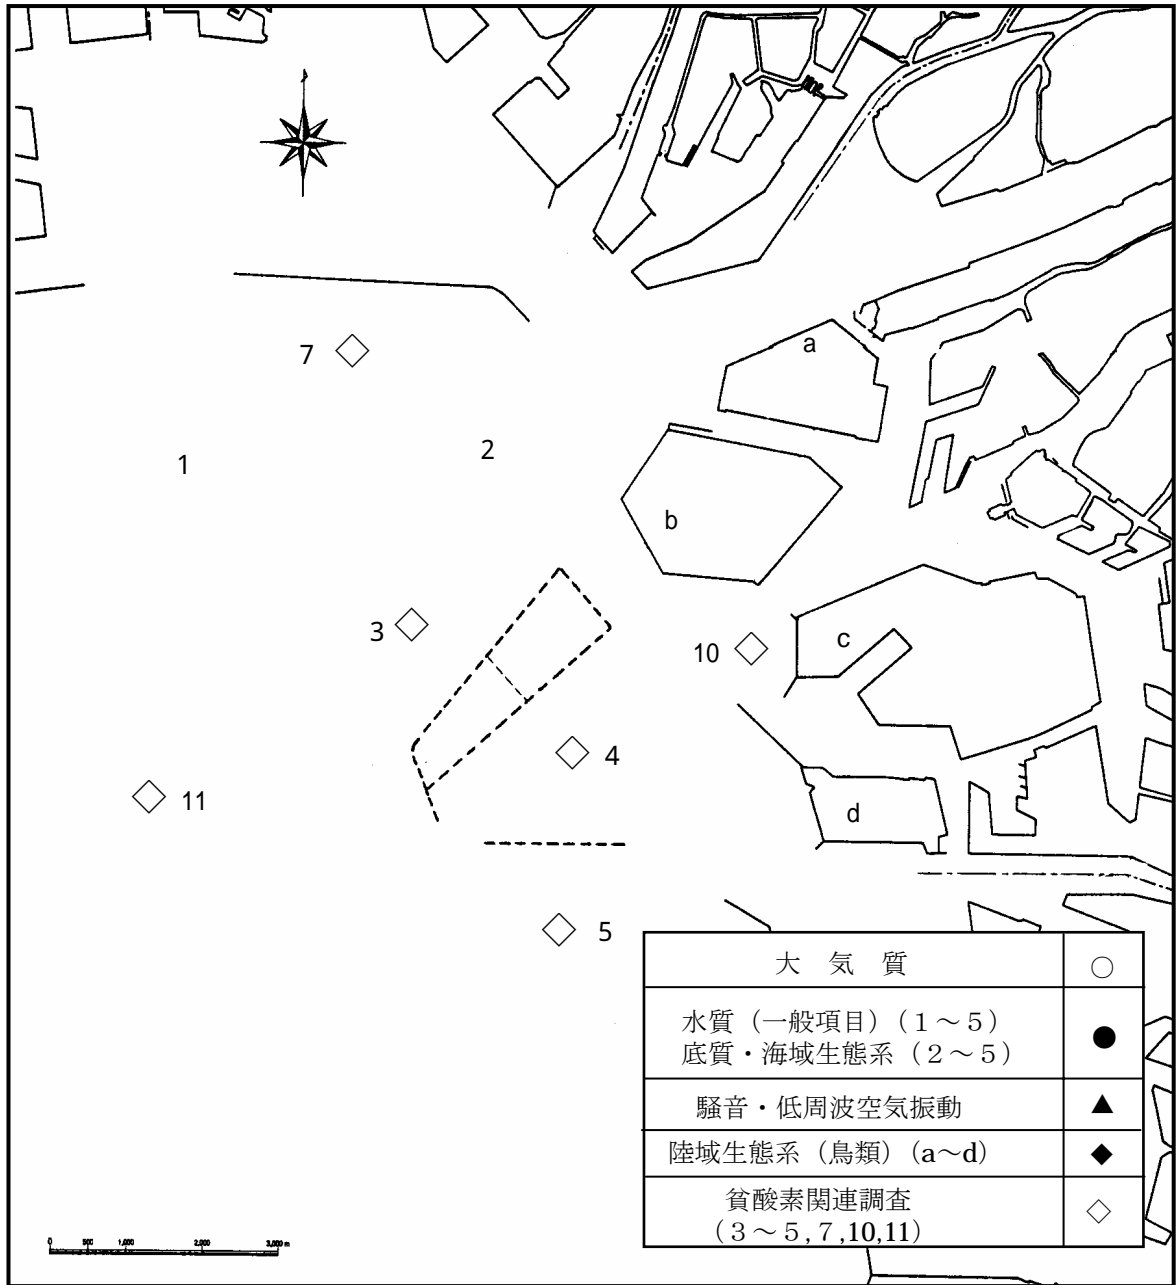 a
7
2
1
b
3
10
c
4
11
d
5
大 気 質 ○
水質（一般項目）（１～５）
底質・海域生態系（２～５） ●
騒音・低周波空気振動 ▲
陸域生態系（鳥類）（a～d） ◆
貧酸素関連調査
（３～５,７,10,11） ◇
0 500 1,000 2,000 3,000 m